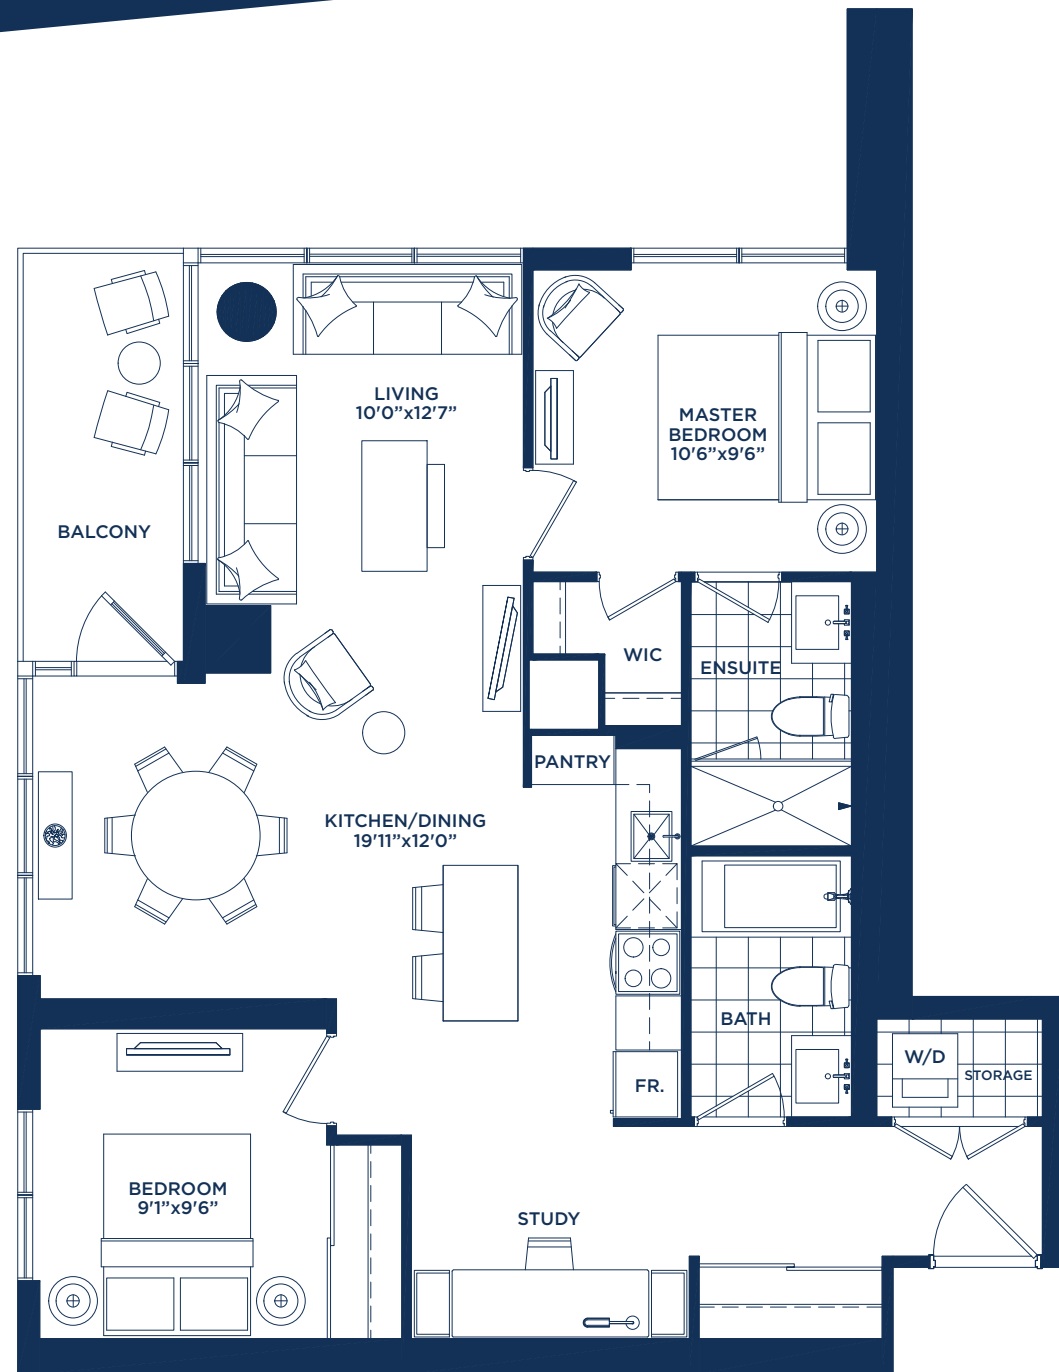 LIVING
10'0”x12'7”
MASTER
BEDROOM
10'6”x9'6”
BALCONY
WIC
ENSUITE
PANTRY
KITCHEN/DINING
19'11”x12'0”
BATH
W/D
STORAGE
FR.
BEDROOM
9'1”x9'6”
STUDY